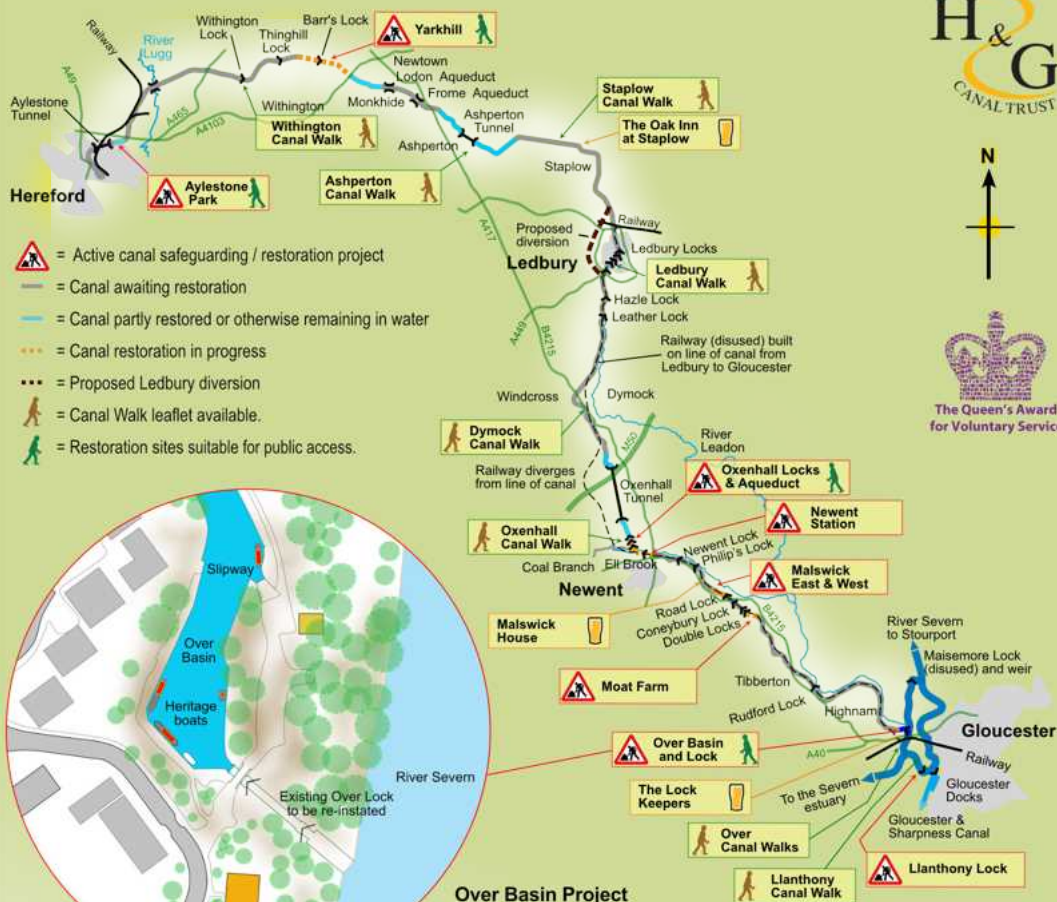 H & G
CANAL TRUST
Railway
River
Lugg
Withington
Lock
Thinghill
Lock
Barr's Lock
Yarkhill
A49
Aylestone
Tunnel
A465
A4103
Withington
Withington
Canal Walk
Monkhide
Newtown
Lodon Aqueduct
Frome Aqueduct
Ashperton
Tunnel
Ashperton
Staplow
Canal Walk
The Oak Inn
at Staplow
Staplow
Hereford
Aylestone
Park
Ashperton
Canal Walk
N
A417
Proposed
diversion
Railway
Ledbury
Ledbury Locks
Ledbury
Canal Walk
Hazle Lock
Leather Lock
A449
B4215
Railway (disused) built
on line of canal from
Ledbury to Gloucester
= Active canal safeguarding / restoration project
= Canal awaiting restoration
= Canal partly restored or otherwise remaining in water
= Canal restoration in progress
= Proposed Ledbury diversion
= Canal Walk leaflet available.
= Restoration sites suitable for public access.
The Queen's Award
for Voluntary Service
Windcross
Dymock
Dymock
Canal Walk
M50
River
Leadon
Railway diverges
from line of canal
Oxenhall
Tunnel
Oxenhall Locks
& Aqueduct
Newent
Station
Oxenhall
Canal Walk
Coal Branch
Ell Brook
Newent Lock
Philip's Lock
Newent
Malswick
East & West
Malswick
House
Road Lock
Coneybury Lock
Double Locks
B4215
Moat Farm
Tibberton
Rudford Lock
Highnam
River Severn
to Stourport
Maisemore Lock
(disused) and weir
Gloucester
Over Basin
and Lock
A40
Railway
The Lock
Keepers
To the Severn
estuary
Gloucester
Docks
Gloucester &
Sharpness Canal
Over
Canal Walks
Llanthony Lock
Llanthony
Canal Walk
Slipway
Over
Basin
Heritage
boats
River Severn
Existing Over Lock
to be re-instated
Over Basin Project